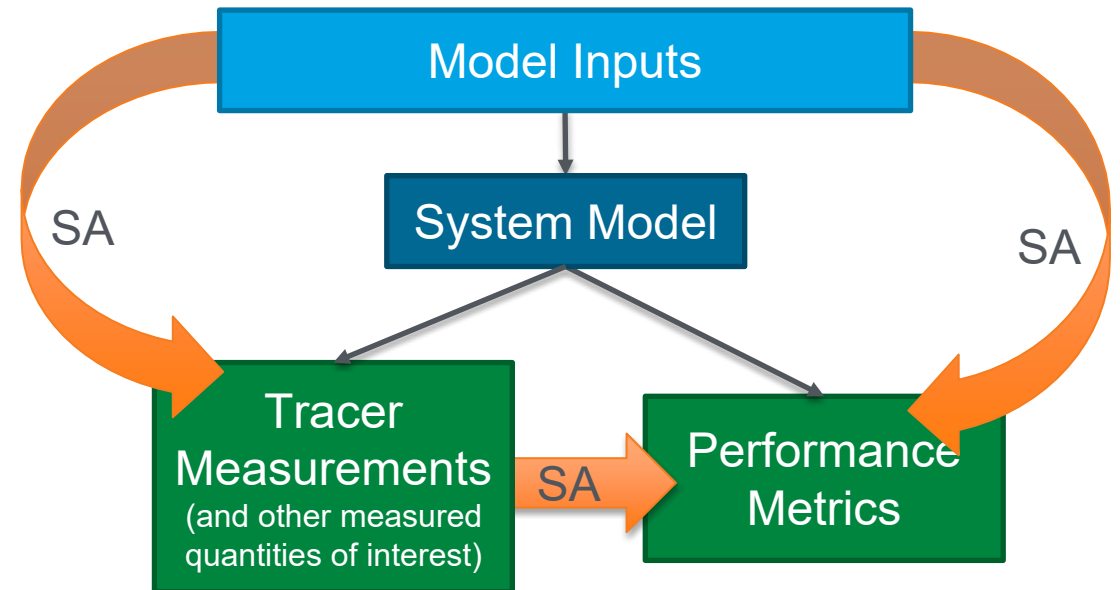 Model Inputs
SA
System Model
SA
Tracer
Measurements
(and other measured
quantities of interest)
SA
Performance
Metrics